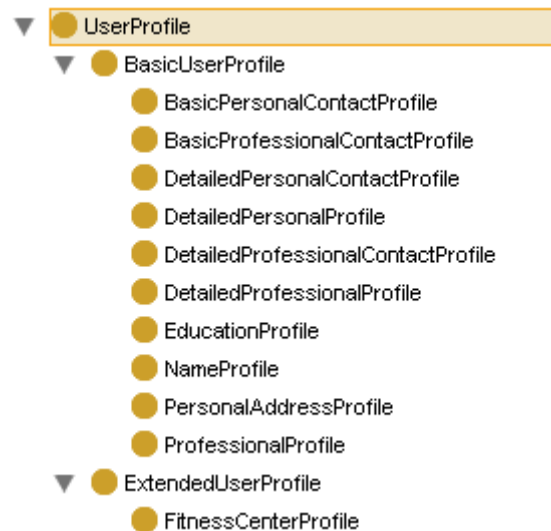 UserProfile
BasicUserProfile
BasicPersonalContactProfile
BasicProfessionalContactProfile
DetailedPersonalContactProfile
DetailedPersonalProfile
DetailedProfessionalContactProfile
DetailedProfessionalProfile
EducationProfile
NameProfile
PersonalAddressProfile
ProfessionalProfile
ExtendedUserProfile
FitnessCenterProfile